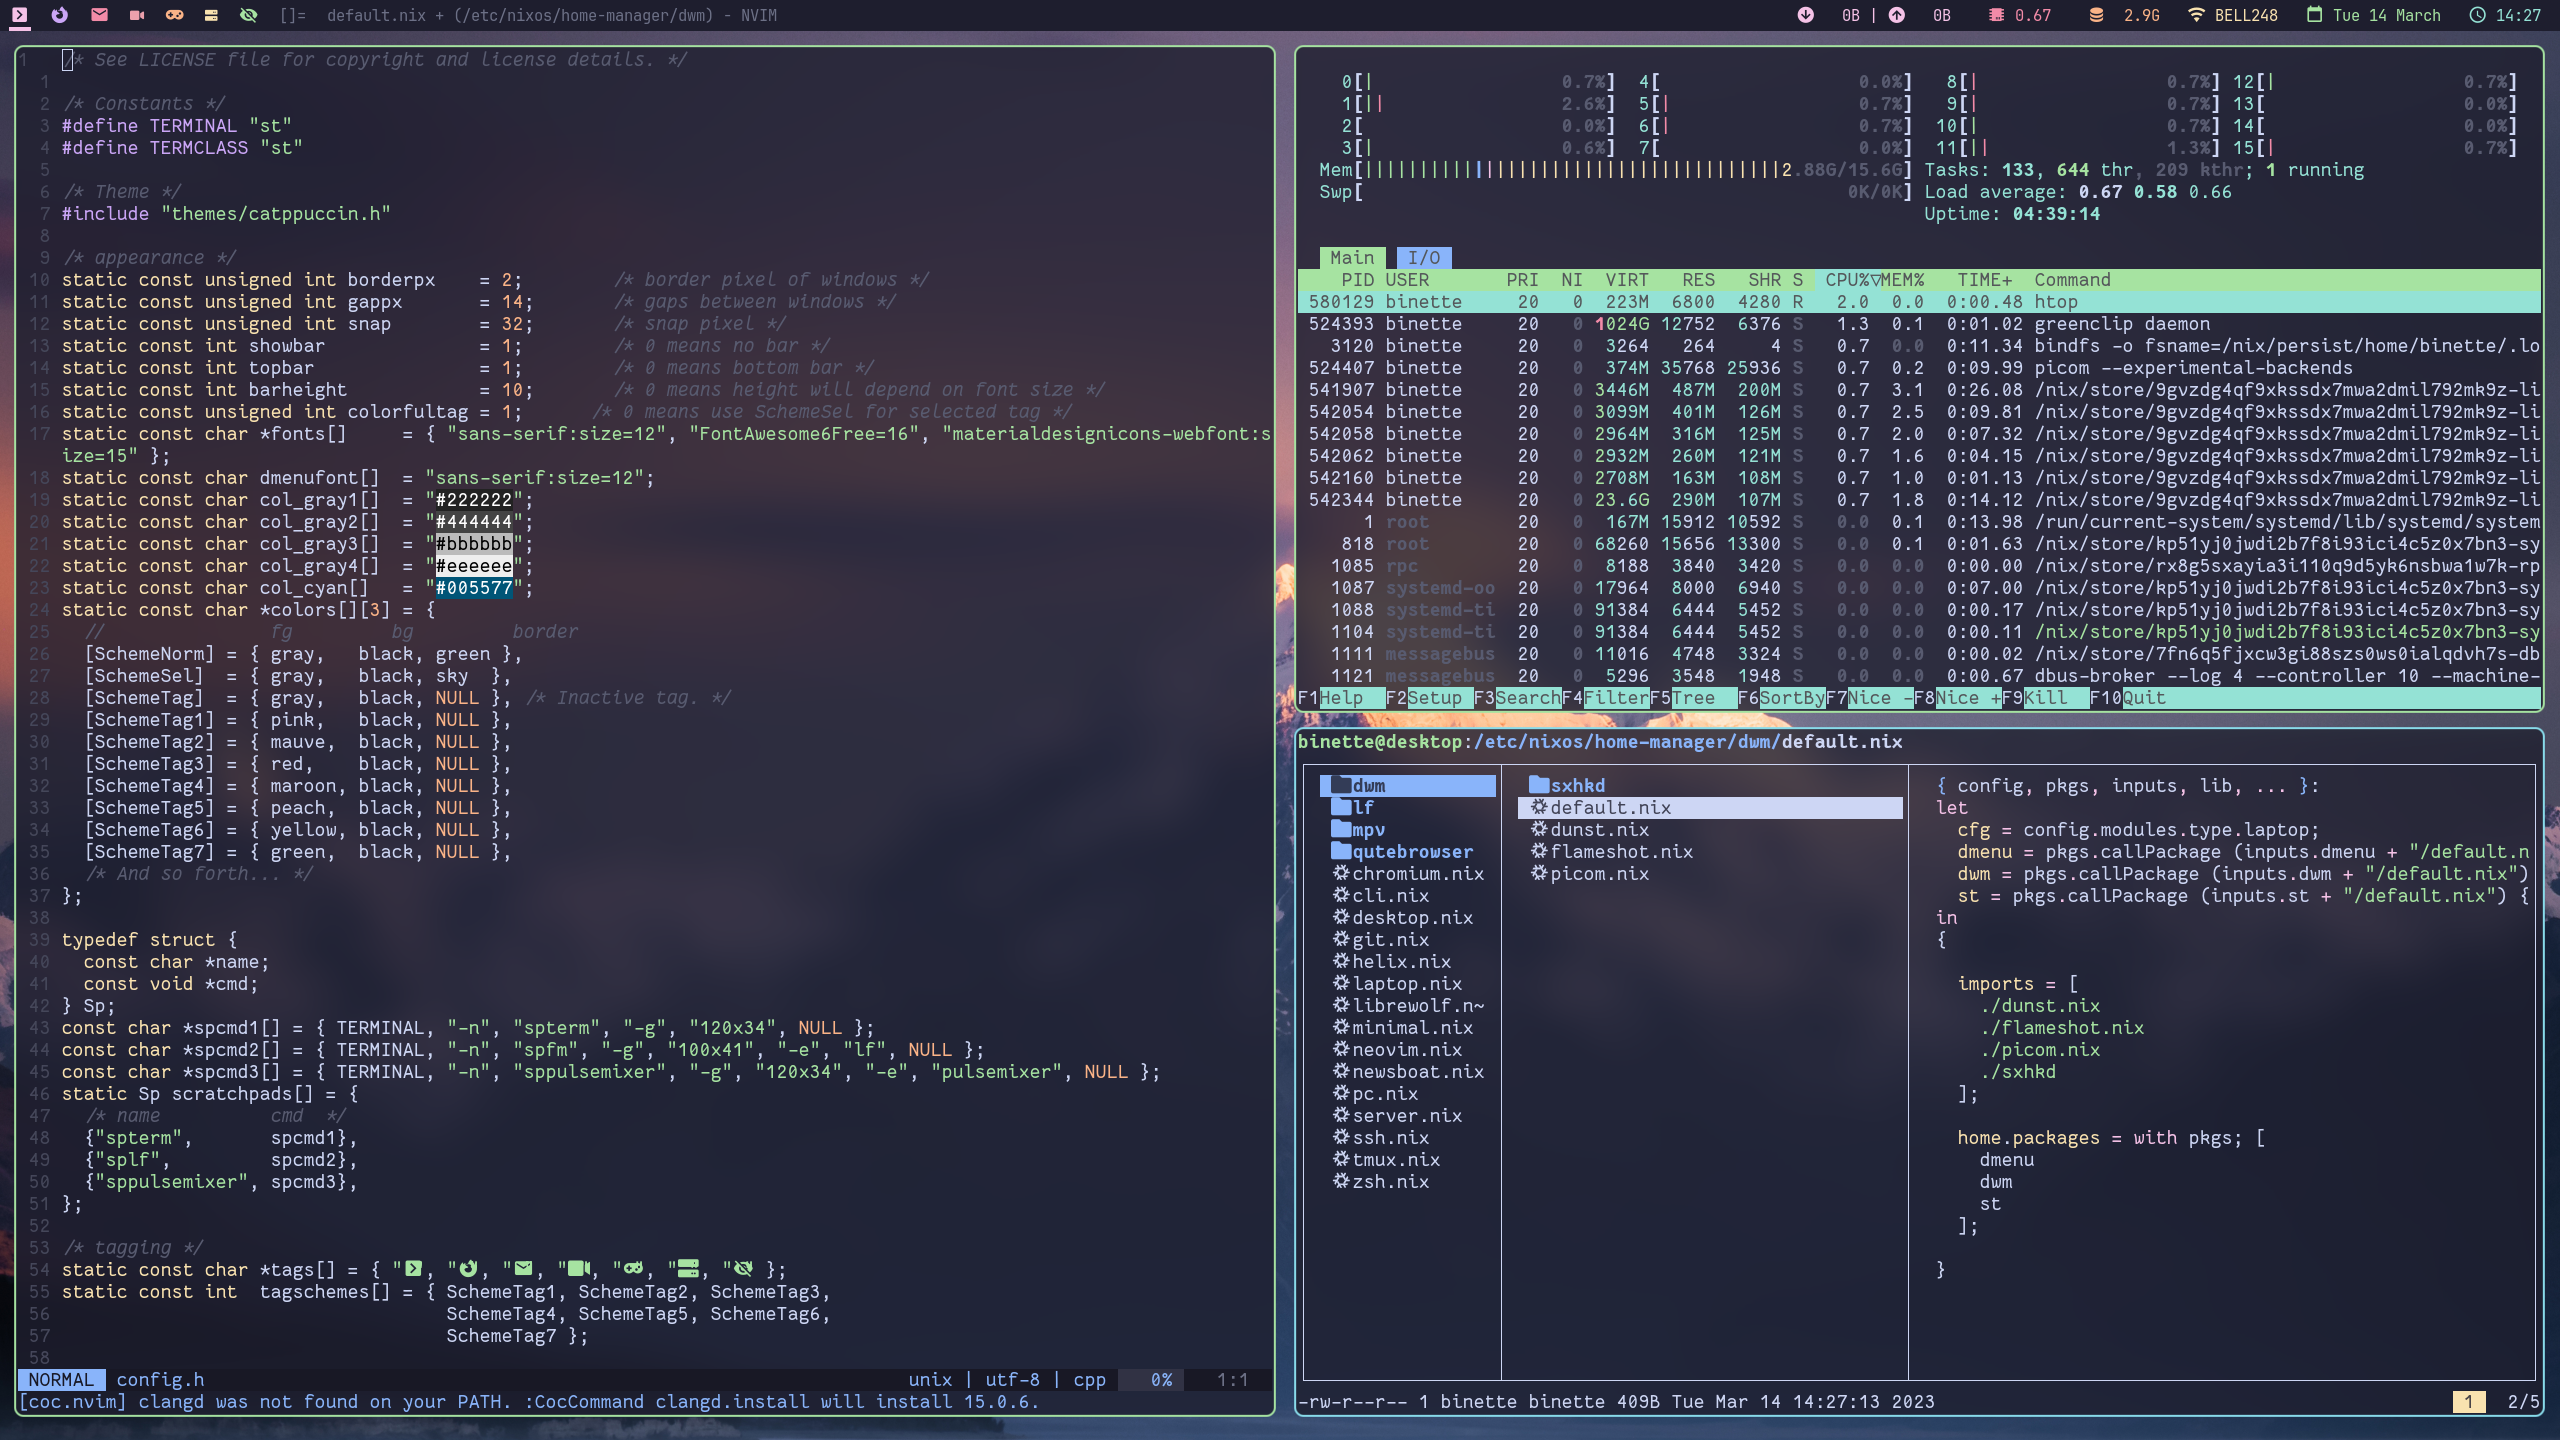 []= default.nix + (/etc/nixos/home-manager/dwm) - NVIM 0B | 0B 0.67 2.9G BELL248 Tue 14 March 14:27
1 /* See LICENSE file for copyright and license details. */
1
2 /* Constants */
3 #define TERMINAL "st"
4 #define TERMCLASS "st"
5
6 /* Theme */
7 #include "themes/catppuccin.h"
8
9 /* appearance */
10 static const unsigned int borderpx    = 2;        /* border pixel of windows */
11 static const unsigned int gappx       = 14;       /* gaps between windows */
12 static const unsigned int snap        = 32;       /* snap pixel */
13 static const int showbar              = 1;        /* 0 means no bar */
14 static const int topbar               = 1;        /* 0 means bottom bar */
15 static const int barheight            = 10;       /* 0 means height will depend on font size */
16 static const unsigned int colorfultag = 1;      /* 0 means use SchemeSel for selected tag */
17 static const char *fonts[]     = { "sans-serif:size=12", "FontAwesome6Free=16", "materialdesignicons-webfont:s
ize=15" };
18 static const char dmenufont[]  = "sans-serif:size=12";
19 static const char col_gray1[]  = "#222222";
20 static const char col_gray2[]  = "#444444";
21 static const char col_gray3[]  = "#bbbbbb";
22 static const char col_gray4[]  = "#eeeeee";
23 static const char col_cyan[]   = "#005577";
24 static const char *colors[][3] = {
25   //               fg         bg         border
26   [SchemeNorm] = { gray,   black, green },
27   [SchemeSel]  = { gray,   black, sky  },
28   [SchemeTag]  = { gray,   black, NULL }, /* Inactive tag. */
29   [SchemeTag1] = { pink,   black, NULL },
30   [SchemeTag2] = { mauve,  black, NULL },
31   [SchemeTag3] = { red,    black, NULL },
32   [SchemeTag4] = { maroon, black, NULL },
33   [SchemeTag5] = { peach,  black, NULL },
34   [SchemeTag6] = { yellow, black, NULL },
35   [SchemeTag7] = { green,  black, NULL },
36   /* And so forth... */
37 };
38
39 typedef struct {
40   const char *name;
41   const void *cmd;
42 } Sp;
43 const char *spcmd1[] = { TERMINAL, "-n", "spterm", "-g", "120x34", NULL };
44 const char *spcmd2[] = { TERMINAL, "-n", "spfm", "-g", "100x41", "-e", "lf", NULL };
45 const char *spcmd3[] = { TERMINAL, "-n", "sppulsemixer", "-g", "120x34", "-e", "pulsemixer", NULL };
46 static Sp scratchpads[] = {
47   /* name          cmd  */
48   {"spterm",       spcmd1},
49   {"splf",         spcmd2},
50   {"sppulsemixer", spcmd3},
51 };
52
53 /* tagging */
54 static const char *tags[] = { " , " , " , " , " , " , " };
55 static const int  tagschemes[] = { SchemeTag1, SchemeTag2, SchemeTag3,
56                                    SchemeTag4, SchemeTag5, SchemeTag6,
57                                    SchemeTag7 };
58
NORMAL config.h unix | utf-8 | cpp 0% 1:1
[coc.nvim] clangd was not found on your PATH. :CocCommand clangd.install will install 15.0.6.
0[| 0.7%] 4[ 0.0%] 8[| 0.7%] 12[| 0.7%]
1[|| 2.6%] 5[| 0.7%] 9[| 0.7%] 13[ 0.0%]
2[ 0.0%] 6[| 0.7%] 10[| 0.7%] 14[ 0.0%]
3[| 0.6%] 7[ 0.0%] 11[|| 1.3%] 15[| 0.7%]
Mem[||||||||||||||||||||||||||||||||||||||2.88G/15.6G] Tasks: 133, 644 thr, 209 kthr; 1 running
Swp[ 0K/0K] Load average: 0.67 0.58 0.66
Uptime: 04:39:14
Main I/O
PID USER PRI NI VIRT RES SHR S CPU%▽MEM% TIME+ Command
580129 binette 20 0 223M 6800 4280 R 2.0 0.0 0:00.48 htop
524393 binette 20 0 1024G 12752 6376 S 1.3 0.1 0:01.02 greenclip daemon
3120 binette 20 0 3264 264 4 S 0.7 0.0 0:11.34 bindfs -o fsname=/nix/persist/home/binette/.lo
524407 binette 20 0 374M 35768 25936 S 0.7 0.2 0:09.99 picom --experimental-backends
541907 binette 20 0 3446M 487M 200M S 0.7 3.1 0:26.08 /nix/store/9gvzdg4qf9xkssdx7mwa2dmil792mk9z-li
542054 binette 20 0 3099M 401M 126M S 0.7 2.5 0:09.81 /nix/store/9gvzdg4qf9xkssdx7mwa2dmil792mk9z-li
542058 binette 20 0 2964M 316M 125M S 0.7 2.0 0:07.32 /nix/store/9gvzdg4qf9xkssdx7mwa2dmil792mk9z-li
542062 binette 20 0 2932M 260M 121M S 0.7 1.6 0:04.15 /nix/store/9gvzdg4qf9xkssdx7mwa2dmil792mk9z-li
542160 binette 20 0 2708M 163M 108M S 0.7 1.0 0:01.13 /nix/store/9gvzdg4qf9xkssdx7mwa2dmil792mk9z-li
542344 binette 20 0 23.6G 290M 107M S 0.7 1.8 0:14.12 /nix/store/9gvzdg4qf9xkssdx7mwa2dmil792mk9z-li
1 root 20 0 167M 15912 10592 S 0.0 0.1 0:13.98 /run/current-system/systemd/lib/systemd/system
818 root 20 0 68260 15656 13300 S 0.0 0.1 0:01.63 /nix/store/kp51yj0jwdi2b7f8i93ici4c5z0x7bn3-sy
1085 rpc 20 0 8188 3840 3420 S 0.0 0.0 0:00.00 /nix/store/rx8g5sxayia3i110q9d5yk6nsbwa1w7k-rp
1087 systemd-oo 20 0 17964 8000 6940 S 0.0 0.0 0:07.00 /nix/store/kp51yj0jwdi2b7f8i93ici4c5z0x7bn3-sy
1088 systemd-ti 20 0 91384 6444 5452 S 0.0 0.0 0:00.17 /nix/store/kp51yj0jwdi2b7f8i93ici4c5z0x7bn3-sy
1104 systemd-ti 20 0 91384 6444 5452 S 0.0 0.0 0:00.11 /nix/store/kp51yj0jwdi2b7f8i93ici4c5z0x7bn3-sy
1111 messagebus 20 0 11016 4748 3324 S 0.0 0.0 0:00.02 /nix/store/7fn6q5fjxcw3gi88szs0ws0ialqdvh7s-db
1121 messagebus 20 0 5296 3548 1948 S 0.0 0.0 0:00.67 dbus-broker --log 4 --controller 10 --machine-
F1Help F2Setup F3SearchF4FilterF5Tree F6SortByF7Nice -F8Nice +F9Kill F10Quit
binette@desktop:/etc/nixos/home-manager/dwm/default.nix
dwm
lf
mpv
qutebrowser
chromium.nix
cli.nix
desktop.nix
git.nix
helix.nix
laptop.nix
librewolf.n~
minimal.nix
neovim.nix
newsboat.nix
pc.nix
server.nix
ssh.nix
tmux.nix
zsh.nix
sxhkd
default.nix
dunst.nix
flameshot.nix
picom.nix
{ config, pkgs, inputs, lib, ... }:
let
  cfg = config.modules.type.laptop;
  dmenu = pkgs.callPackage (inputs.dmenu + "/default.n
  dwm = pkgs.callPackage (inputs.dwm + "/default.nix")
  st = pkgs.callPackage (inputs.st + "/default.nix") {
in
{
  imports = [
    ./dunst.nix
    ./flameshot.nix
    ./picom.nix
    ./sxhkd
  ];
  home.packages = with pkgs; [
    dmenu
    dwm
    st
  ];
}
-rw-r--r-- 1 binette binette 409B Tue Mar 14 14:27:13 2023 1 2/5